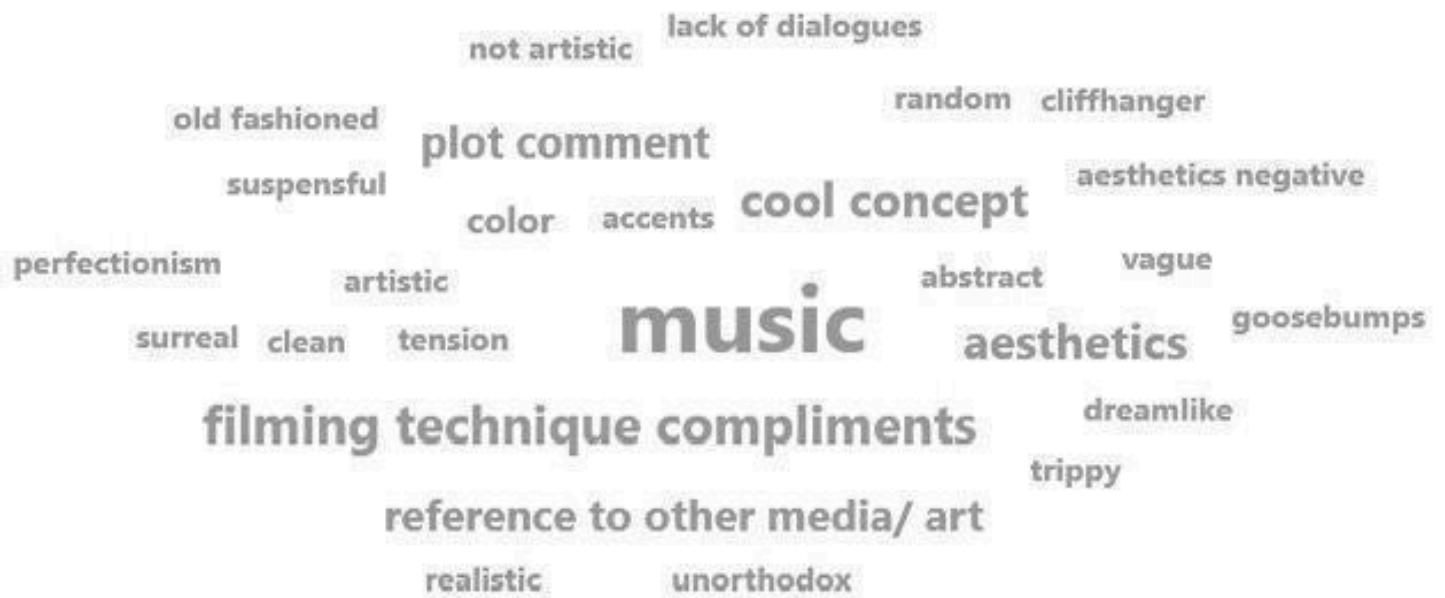 lack of dialogues
not artistic
random
cliffhanger
old fashioned
plot comment
suspensful
aesthetics negative
cool concept
color
accents
perfectionism
artistic
abstract
vague
music
goosebumps
surreal
clean
tension
aesthetics
filming technique compliments
dreamlike
trippy
reference to other media/ art
realistic
unorthodox